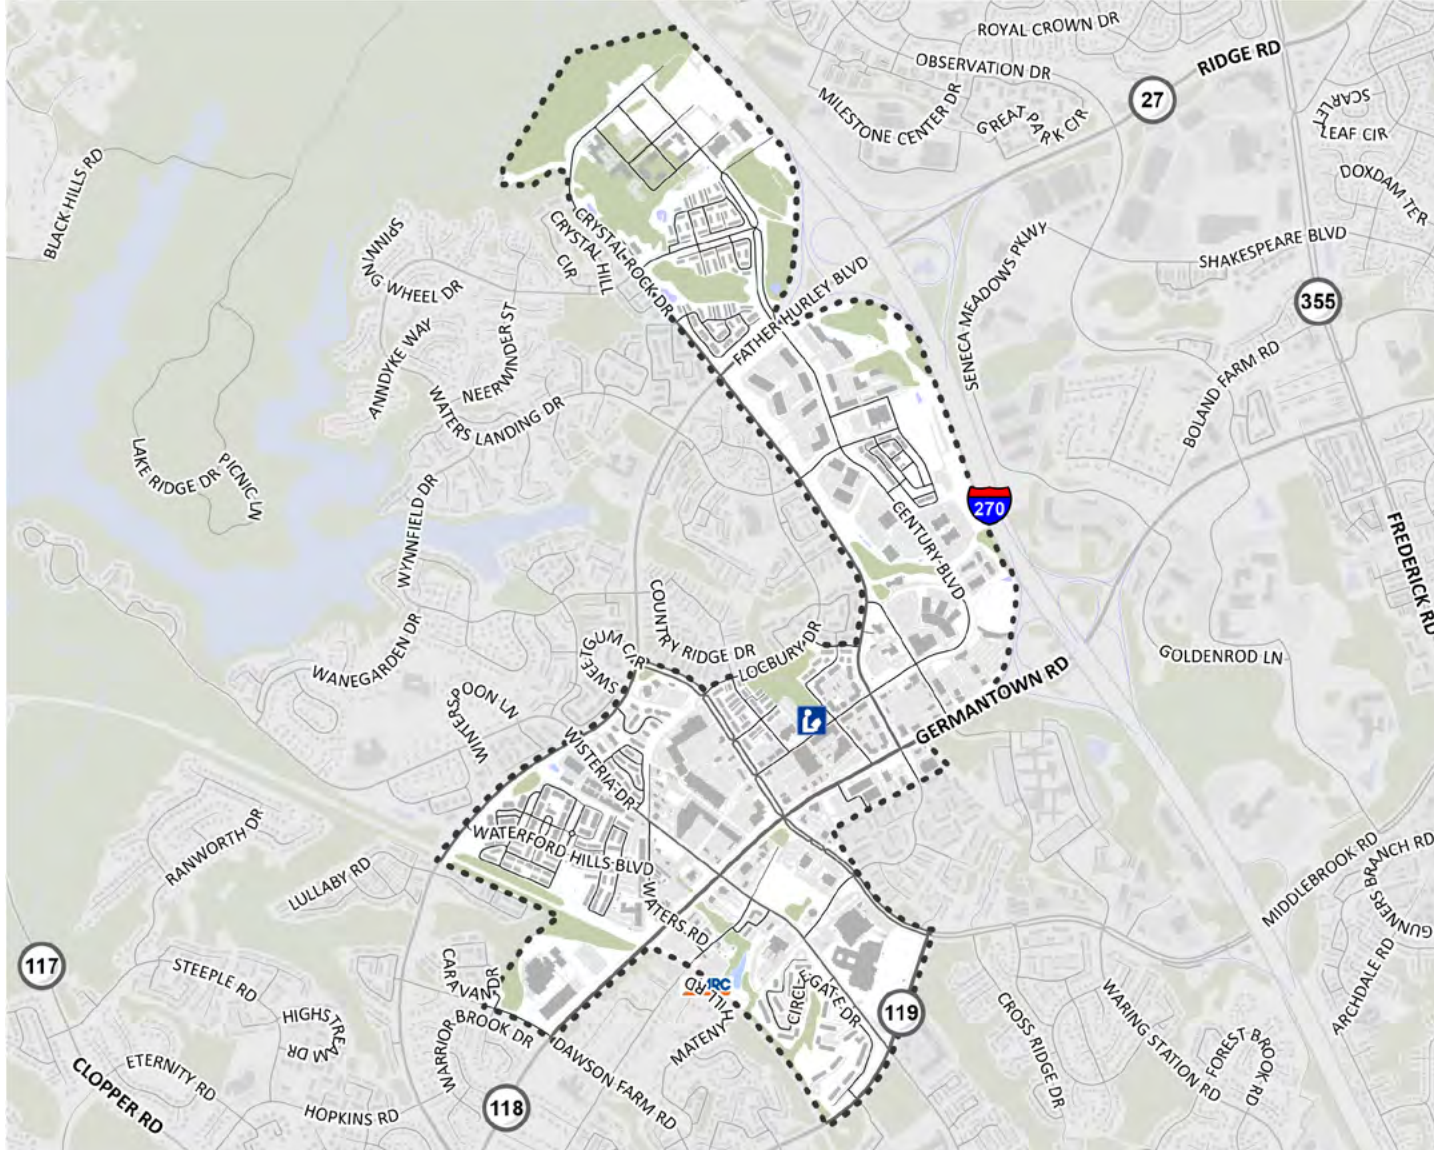 ROYAL CROWN DR
RIDGE RD
OBSERVATION DR
27
MILESTONE CENTER DR
GREAT PARK CIR
SCARLET
LEAF CIR
DOXDAM TER
BLACK HILLS RD
SPINNI
NG WHEEL DR
CRYSTAL ROCK DR
CRYSTAL HILL
CIR
SENECA MEADOWS PKWY
SHAKESPEARE BLVD
355
FATHER HURLEY BLVD
ANNDYKE WAY
NEERWINDER ST
WATERS LANDING DR
BOLAND FARM RD
LAKE RIDGE DR
PICNIC LN
WYNNFIELD DR
270
CENTURY BLVD
FREDERICK RD
COUNTRY RIDGE DR
LOCBURY DR
SWEETGUM CIR
WANEGARDEN DR
GOLDENROD LN
GERMANTOWN RD
WINTERSPOON LN
WISTERIA DR
RANWORTH DR
LULLABY RD
WATERFORD HILLS BLVD
WATERS RD
MIDDLEBROOK RD
GUNNERS BRANCH RD
ARCHDALE RD
117
STEEPLE RD
CARAVAN DR
HIGHSTREAM DR
CLOPPER RD
ETERNITY RD
HOPKINS RD
WARRIOR
BROOK DR
DAWSON FARM RD
118
MATENY
HILL RD
CIRCLE
GATE DR
119
CROSS RIDGE DR
WARING STATION RD
FOREST BROOK RD